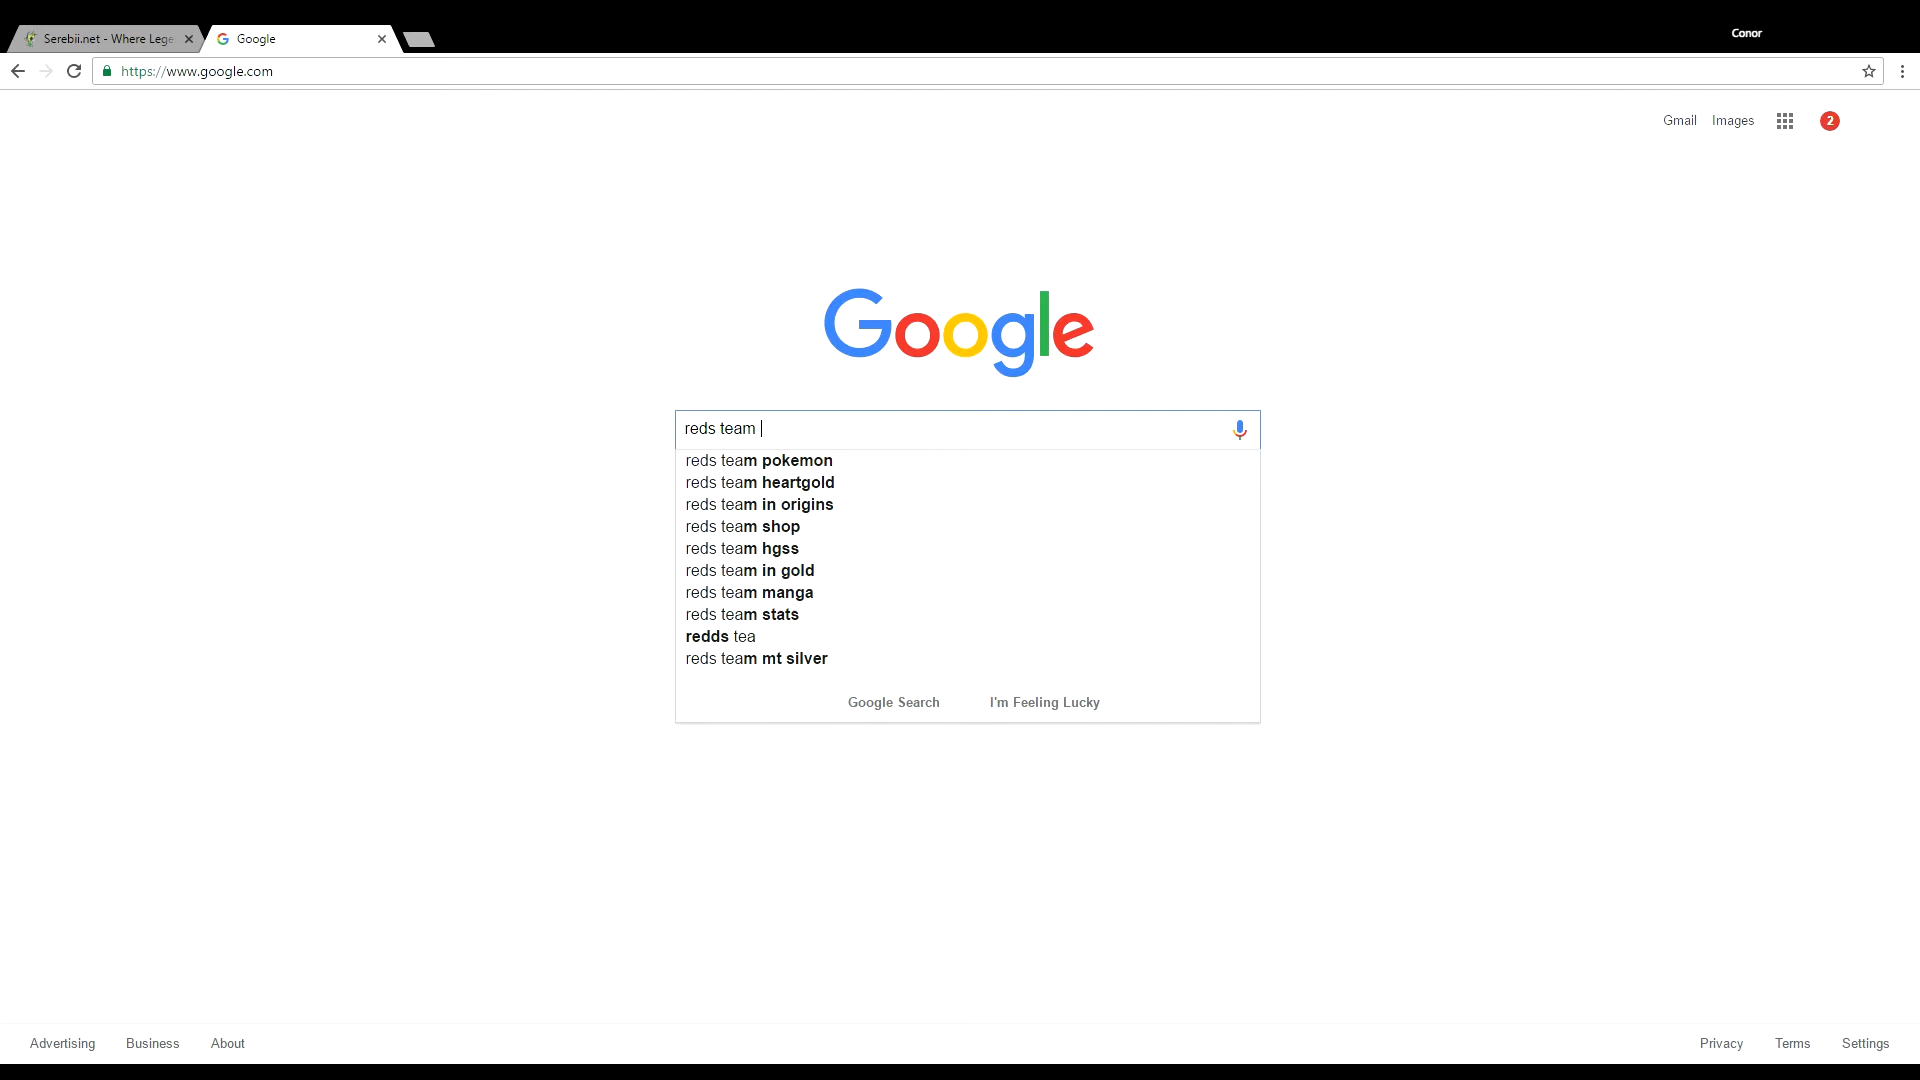 Conor
Serebii.net - Where Lege
Google
https://www.google.com
Gmail Images 2
Google
reds team
reds team pokemon
reds team heartgold
reds team in origins
reds team shop
reds team hgss
reds team in gold
reds team manga
reds team stats
redds tea
reds team mt silver
Google Search I'm Feeling Lucky
Advertising Business About Privacy Terms Settings